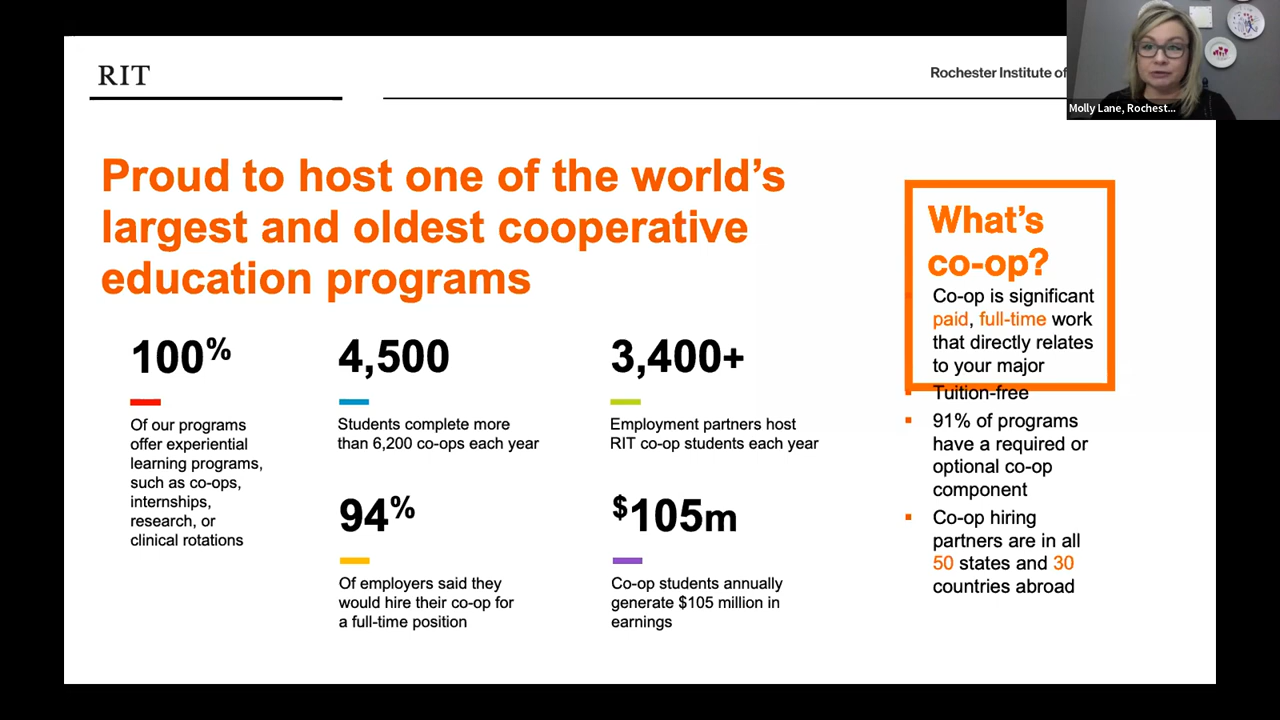 RIT
Rochester Institute of
Molly Lane, Rochest...
Proud to host one of the world's
largest and oldest cooperative
education programs
100%
Of our programs
offer experiential
learning programs,
such as co-ops,
internships,
research, or
clinical rotations
4,500
Students complete more
than 6,200 co-ops each year
3,400+
Employment partners host
RIT co-op students each year
94%
Of employers said they
would hire their co-op for
a full-time position
$105m
Co-op students annually
generate $105 million in
earnings
What's
co-op?
Co-op is significant
paid, full-time work
that directly relates
to your major
Tuition-free
91% of programs
have a required or
optional co-op
component
Co-op hiring
partners are in all
50 states and 30
countries abroad